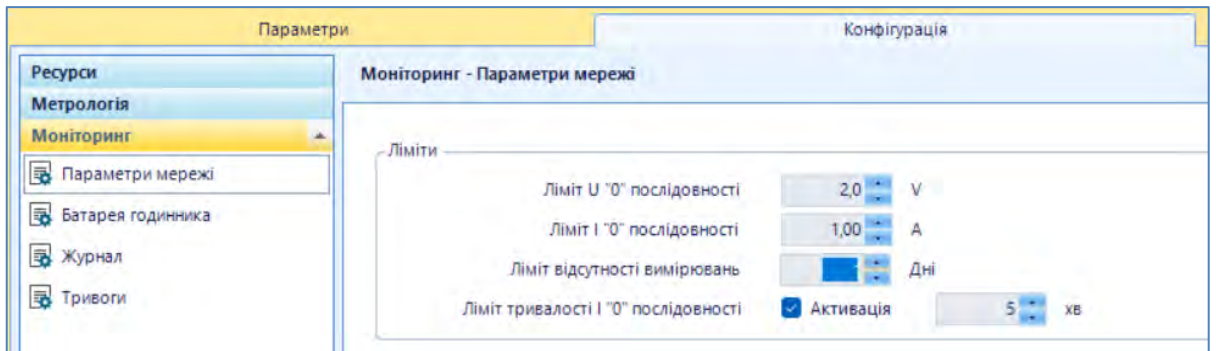 Параметри
Конфігурація
Ресурси
Метрологія
Моніторинг
Параметри мережі
Батарея годинника
Журнал
Тривоги
Моніторинг - Параметри мережі
Ліміти
Ліміт U "0" послідовності 2,0 V
Ліміт I "0" послідовності 1,00 A
Ліміт відсутності вимірювань Дні
Ліміт тривалості I "0" послідовності Активація 5 хв